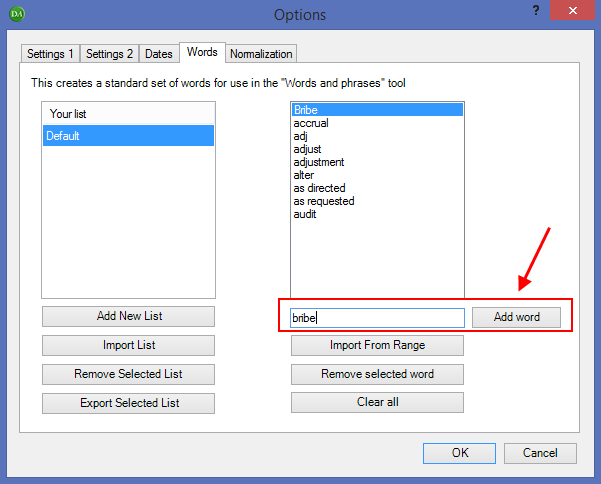 DA
Options
?
Settings 1 Settings 2 Dates Words Normalization
This creates a standard set of words for use in the "Words and phrases" tool
Your list
Default
Bribe
accrual
adj
adjust
adjustment
alter
as directed
as requested
audit
Add New List
bribe Add word
Import List
Import From Range
Remove Selected List
Remove selected word
Export Selected List
Clear all
OK Cancel